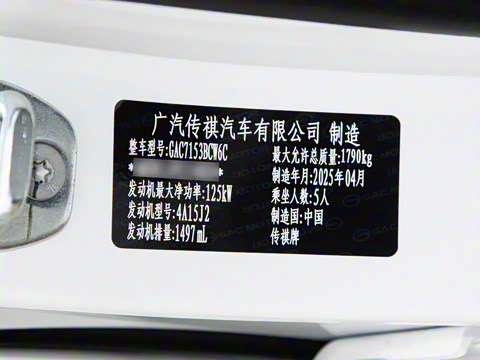 广汽传祺汽车有限公司 制造
整车型号:GAC7153BCW6C
最大允许总质量:1790kg
* *
制造年月:2025年04月
发动机最大净功率:125kW
乘坐人数:5人
发动机型号:4A15J2
制造国:中国
发动机排量:1497mL
传祺牌